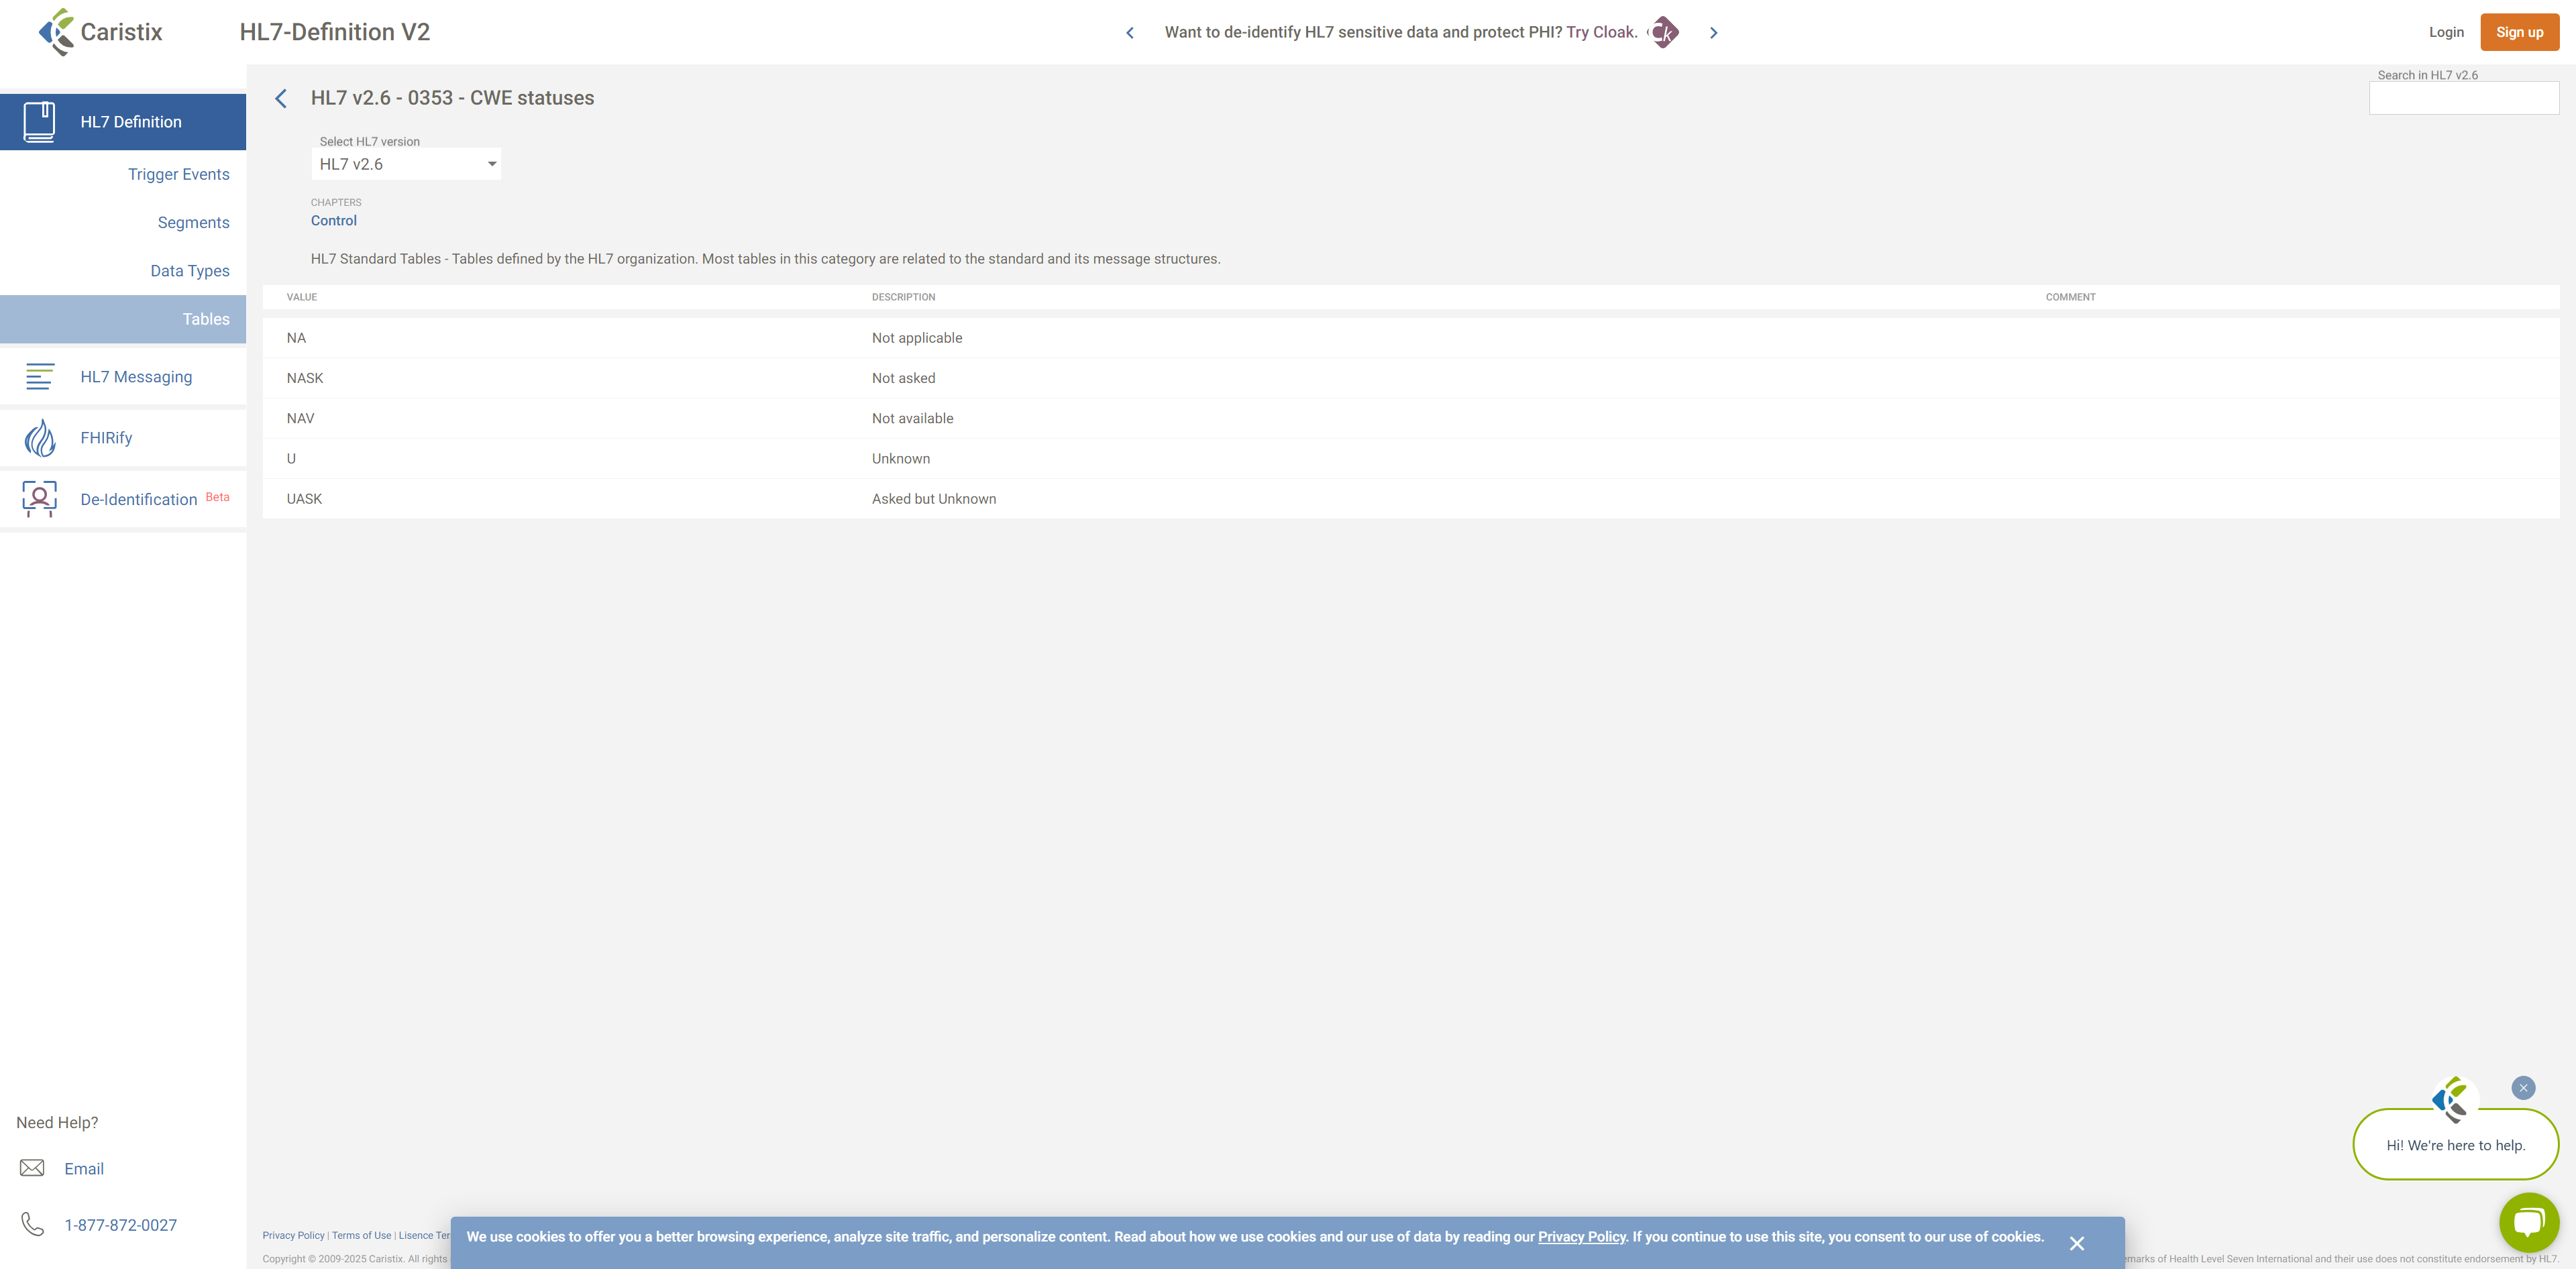 Caristix
HL7-Definition V2
Want to de-identify HL7 sensitive data and protect PHI? Try Cloak.
Ck
Login
Sign up
HL7 Definition
Trigger Events
Segments
Data Types
Tables
HL7 Messaging
FHIRify
De-Identification Beta
Need Help?
Email
1-877-872-0027
HL7 v2.6 - 0353 - CWE statuses
Search in HL7 v2.6
Select HL7 version
HL7 v2.6
CHAPTERS
Control
HL7 Standard Tables - Tables defined by the HL7 organization. Most tables in this category are related to the standard and its message structures.
VALUE DESCRIPTION COMMENT
NA Not applicable
NASK Not asked
NAV Not available
U Unknown
UASK Asked but Unknown
Hi! We're here to help.
Privacy Policy | Terms of Use | Lisence Ter
We use cookies to offer you a better browsing experience, analyze site traffic, and personalize content. Read about how we use cookies and our use of data by reading our Privacy Policy. If you continue to use this site, you consent to our use of cookies.
Copyright © 2009-2025 Caristix. All rights
emarks of Health Level Seven International and their use does not constitute endorsement by HL7.